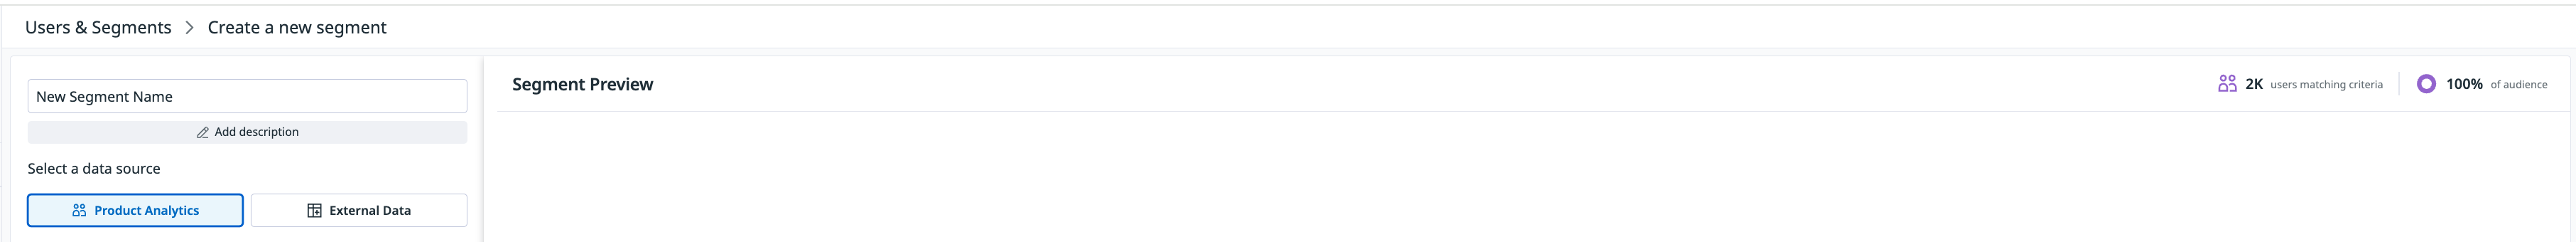 Users & Segments > Create a new segment
New Segment Name
Add description
Select a data source
Product Analytics
External Data
Segment Preview
2K users matching criteria
100% of audience